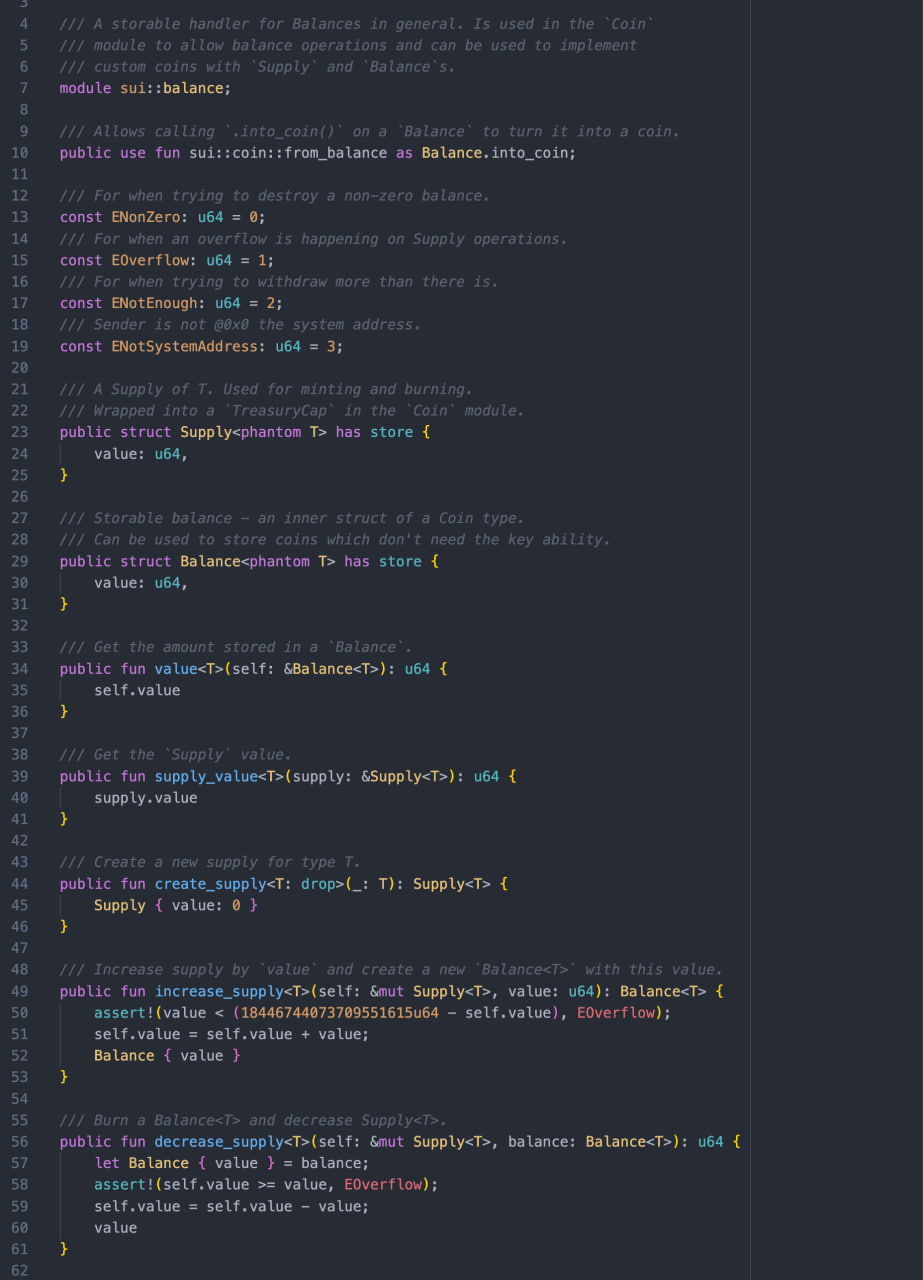 3
4 /// A storable handler for Balances in general. Is used in the `Coin`
5 /// module to allow balance operations and can be used to implement
6 /// custom coins with `Supply` and `Balance`s.
7 module sui::balance;
8
9 /// Allows calling `.into_coin()` on a `Balance` to turn it into a coin.
10 public use fun sui::coin::from_balance as Balance.into_coin;
11
12 /// For when trying to destroy a non-zero balance.
13 const ENonZero: u64 = 0;
14 /// For when an overflow is happening on Supply operations.
15 const EOverflow: u64 = 1;
16 /// For when trying to withdraw more than there is.
17 const ENotEnough: u64 = 2;
18 /// Sender is not @0x0 the system address.
19 const ENotSystemAddress: u64 = 3;
20
21 /// A Supply of T. Used for minting and burning.
22 /// Wrapped into a `TreasuryCap` in the `Coin` module.
23 public struct Supply<phantom T> has store {
24     value: u64,
25 }
26
27 /// Storable balance - an inner struct of a Coin type.
28 /// Can be used to store coins which don't need the key ability.
29 public struct Balance<phantom T> has store {
30     value: u64,
31 }
32
33 /// Get the amount stored in a `Balance`.
34 public fun value<T>(self: &Balance<T>): u64 {
35     self.value
36 }
37
38 /// Get the `Supply` value.
39 public fun supply_value<T>(supply: &Supply<T>): u64 {
40     supply.value
41 }
42
43 /// Create a new supply for type T.
44 public fun create_supply<T: drop>(_: T): Supply<T> {
45     Supply { value: 0 }
46 }
47
48 /// Increase supply by `value` and create a new `Balance<T>` with this value.
49 public fun increase_supply<T>(self: &mut Supply<T>, value: u64): Balance<T> {
50     assert!(value < (18446744073709551615u64 - self.value), EOverflow);
51     self.value = self.value + value;
52     Balance { value }
53 }
54
55 /// Burn a Balance<T> and decrease Supply<T>.
56 public fun decrease_supply<T>(self: &mut Supply<T>, balance: Balance<T>): u64 {
57     let Balance { value } = balance;
58     assert!(self.value >= value, EOverflow);
59     self.value = self.value - value;
60     value
61 }
62